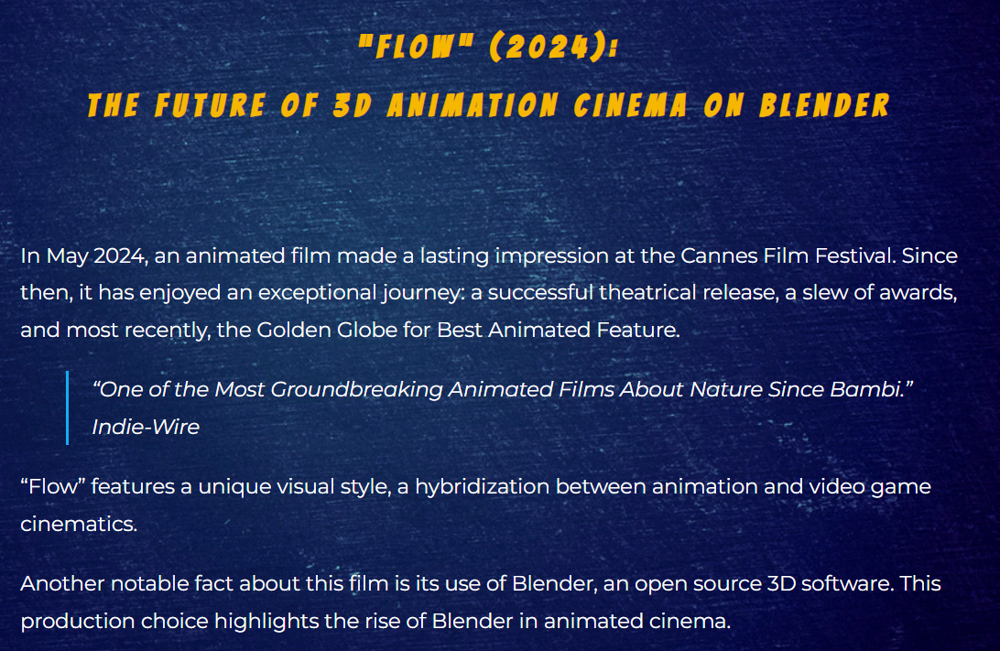 "FLOW" (2024):
THE FUTURE OF 3D ANIMATION CINEMA ON BLENDER
In May 2024, an animated film made a lasting impression at the Cannes Film Festival. Since
then, it has enjoyed an exceptional journey: a successful theatrical release, a slew of awards,
and most recently, the Golden Globe for Best Animated Feature.
“One of the Most Groundbreaking Animated Films About Nature Since Bambi.”
Indie-Wire
“Flow” features a unique visual style, a hybridization between animation and video game
cinematics.
Another notable fact about this film is its use of Blender, an open source 3D software. This
production choice highlights the rise of Blender in animated cinema.